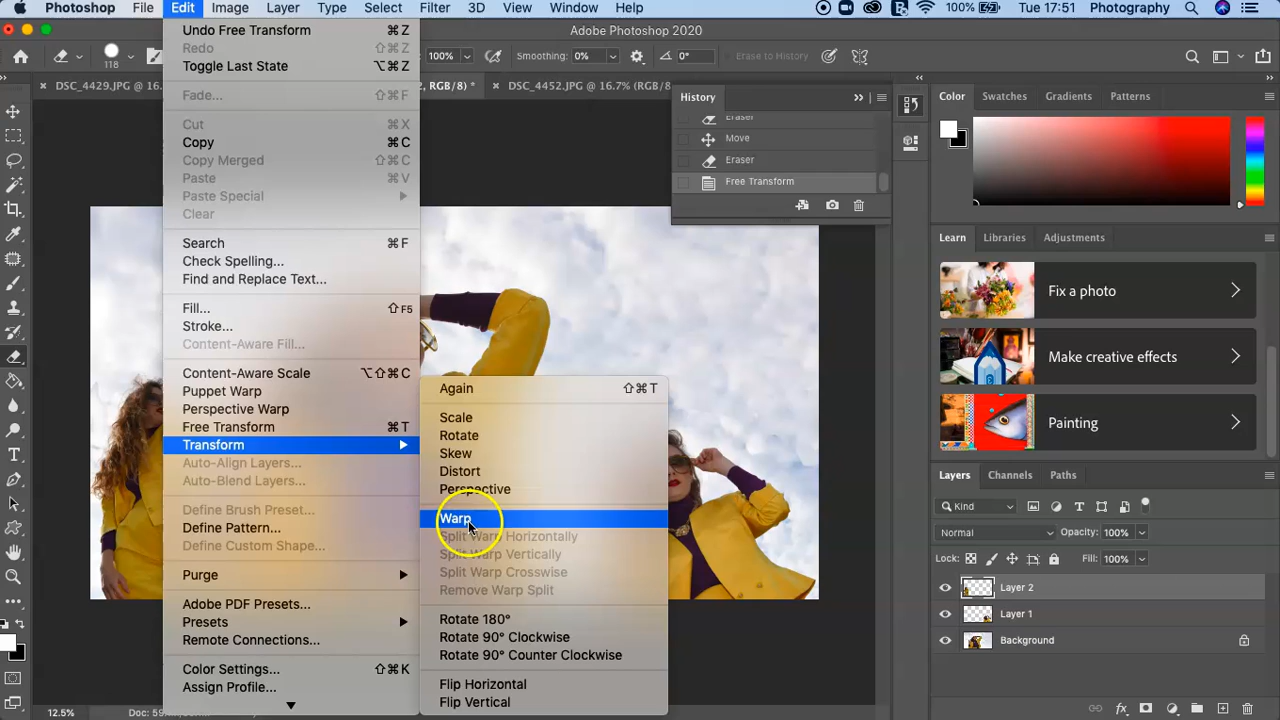 Photoshop File Edit Image Layer Type Select Filter 3D View Window Help 100% Tue 17:51 Photography
Adobe Photoshop 2020
118 100% Smoothing: 0% 0° Erase to History
DSC_4429.JPG @ 16. 2, RGB/8) * DSC_4452.JPG @ 16.7% (RGB/8
Undo Free Transform ⌘Z
Redo ⇧⌘Z
Toggle Last State ⌥⌘Z
Fade...
Cut ⌘X
Copy ⌘C
Copy Merged ⇧⌘C
Paste ⌘V
Paste Special
Clear
Search ⌘F
Check Spelling...
Find and Replace Text...
Fill... ⇧F5
Stroke...
Content-Aware Fill...
Content-Aware Scale ⌥⇧⌘C
Puppet Warp
Perspective Warp
Free Transform ⌘T
Transform
Auto-Align Layers...
Auto-Blend Layers...
Define Brush Preset...
Define Pattern...
Define Custom Shape...
Purge
Adobe PDF Presets...
Presets
Remote Connections...
Color Settings... ⇧⌘K
Assign Profile...
Again ⇧⌘T
Scale
Rotate
Skew
Distort
Perspective
Warp
Split Warp Horizontally
Split Warp Vertically
Split Warp Crosswise
Remove Warp Split
Rotate 180°
Rotate 90° Clockwise
Rotate 90° Counter Clockwise
Flip Horizontal
Flip Vertical
History
Eraser
Move
Eraser
Free Transform
Color Swatches Gradients Patterns
Learn Libraries Adjustments
Fix a photo
Make creative effects
Painting
Layers Channels Paths
Kind
Normal Opacity: 100%
Lock: Fill: 100%
Layer 2
Layer 1
Background
12.5%